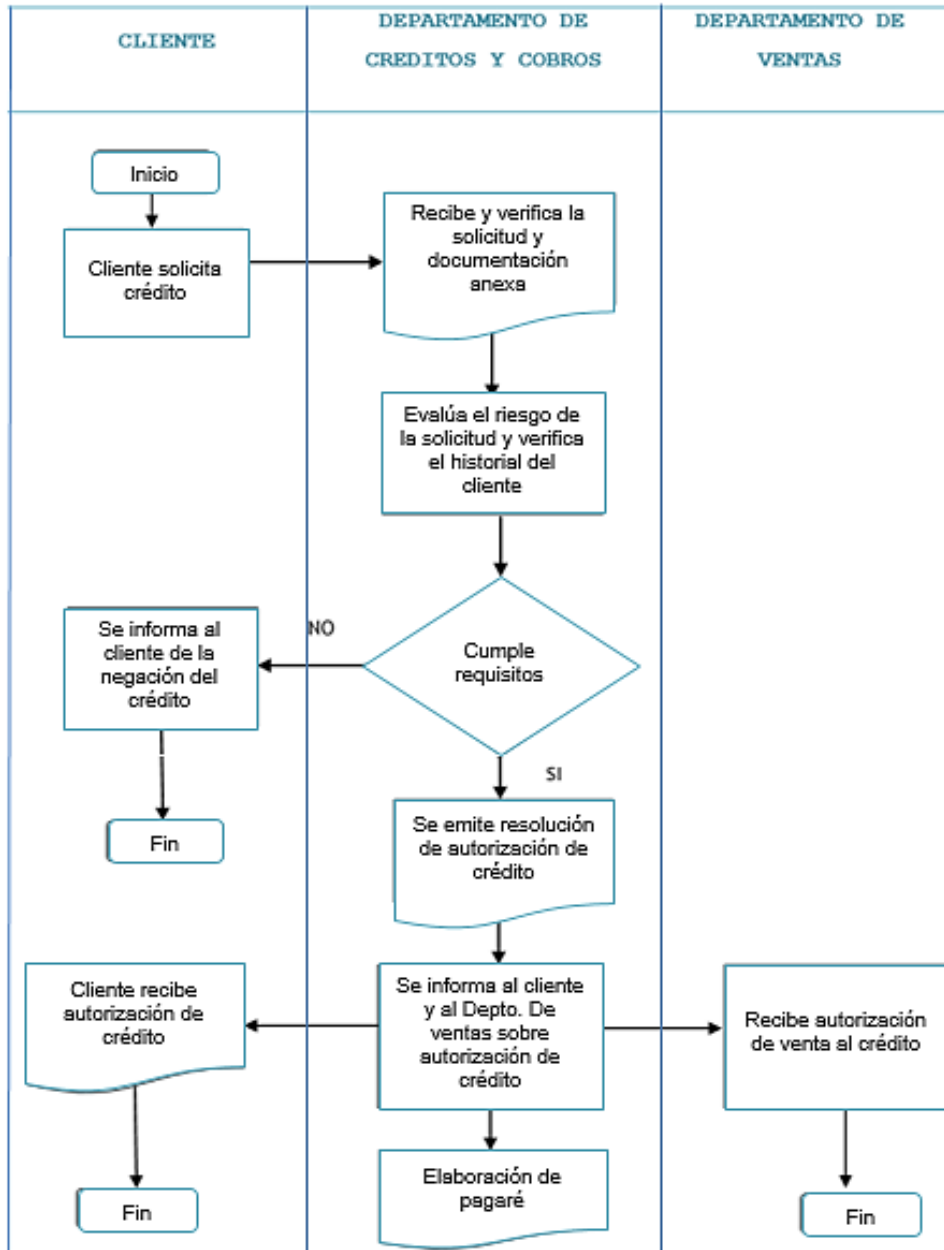 CLIENTE
DEPARTAMENTO DE
CREDITOS Y COBROS
DEPARTAMENTO DE
VENTAS
Inicio
Cliente solicita
crédito
Recibe y verifica la
solicitud y
documentación
anexa
Evalúa el riesgo de
la solicitud y verifica
el historial del
cliente
Cumple
requisitos
NO
Se informa al
cliente de la
negación del
crédito
Fin
SI
Se emite resolución
de autorización de
crédito
Se informa al cliente
y al Depto. De
ventas sobre
autorización de
crédito
Cliente recibe
autorización de
crédito
Recibe autorización
de venta al crédito
Elaboración de
pagaré
Fin
Fin